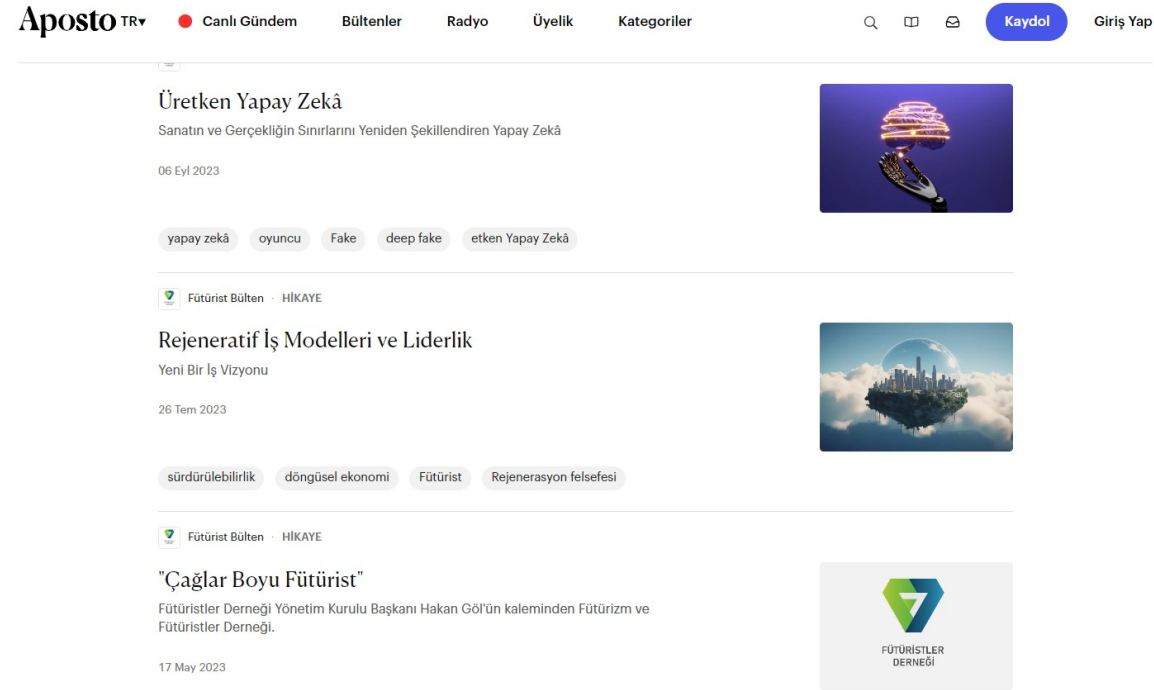 Aposto TR▾ Canlı Gündem Bültenler Radyo Üyelik Kategoriler Kaydol Giriş Yap
Üretken Yapay Zekâ
Sanatın ve Gerçekliğin Sınırlarını Yeniden Şekillendiren Yapay Zekâ
06 Eyl 2023
yapay zekâ oyuncu Fake deep fake etken Yapay Zekâ
Fütürist Bülten · HİKAYE
Rejeneratif İş Modelleri ve Liderlik
Yeni Bir İş Vizyonu
26 Tem 2023
sürdürülebilirlik döngüsel ekonomi Fütürist Rejenerasyon felsefesi
Fütürist Bülten · HİKAYE
"Çağlar Boyu Fütürist"
Fütüristler Derneği Yönetim Kurulu Başkanı Hakan Göl'ün kaleminden Fütürizm ve
Fütüristler Derneği.
17 May 2023
FÜTÜRİSTLER
DERNEĞİ